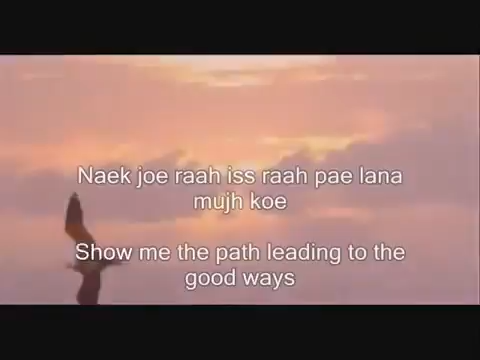 Naek joe raah iss raah pae lana
mujh koe
Show me the path leading to the
good ways